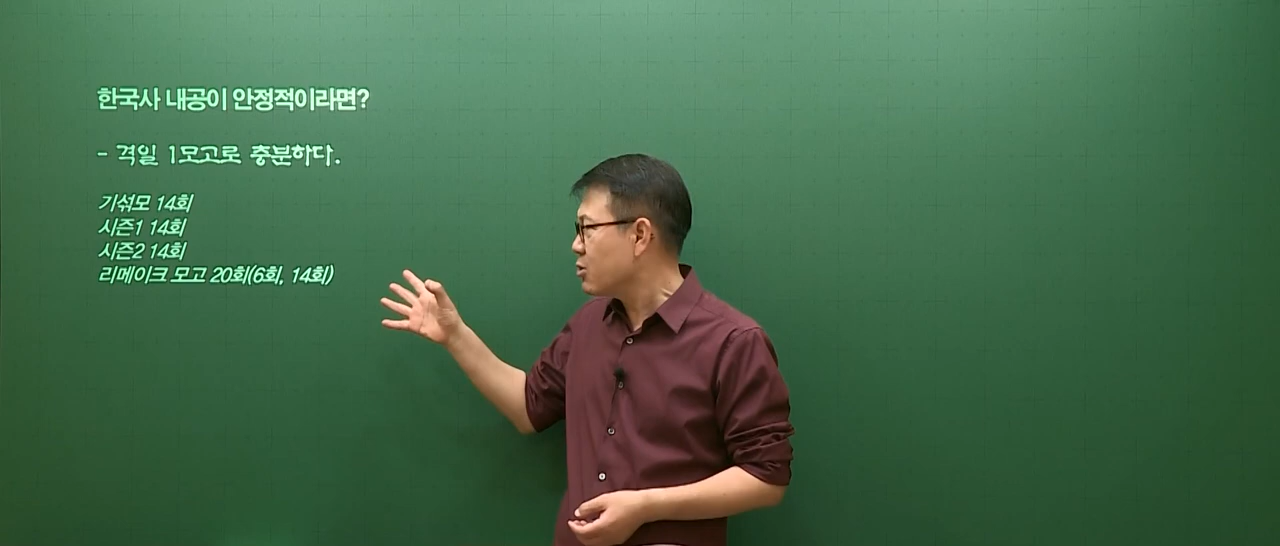 한국사 내공이 안정적이라면?
- 격일 1모고로 충분하다.
기섞모 14회
시즌1 14회
시즌2 14회
리메이크 모고 20회(6회, 14회)